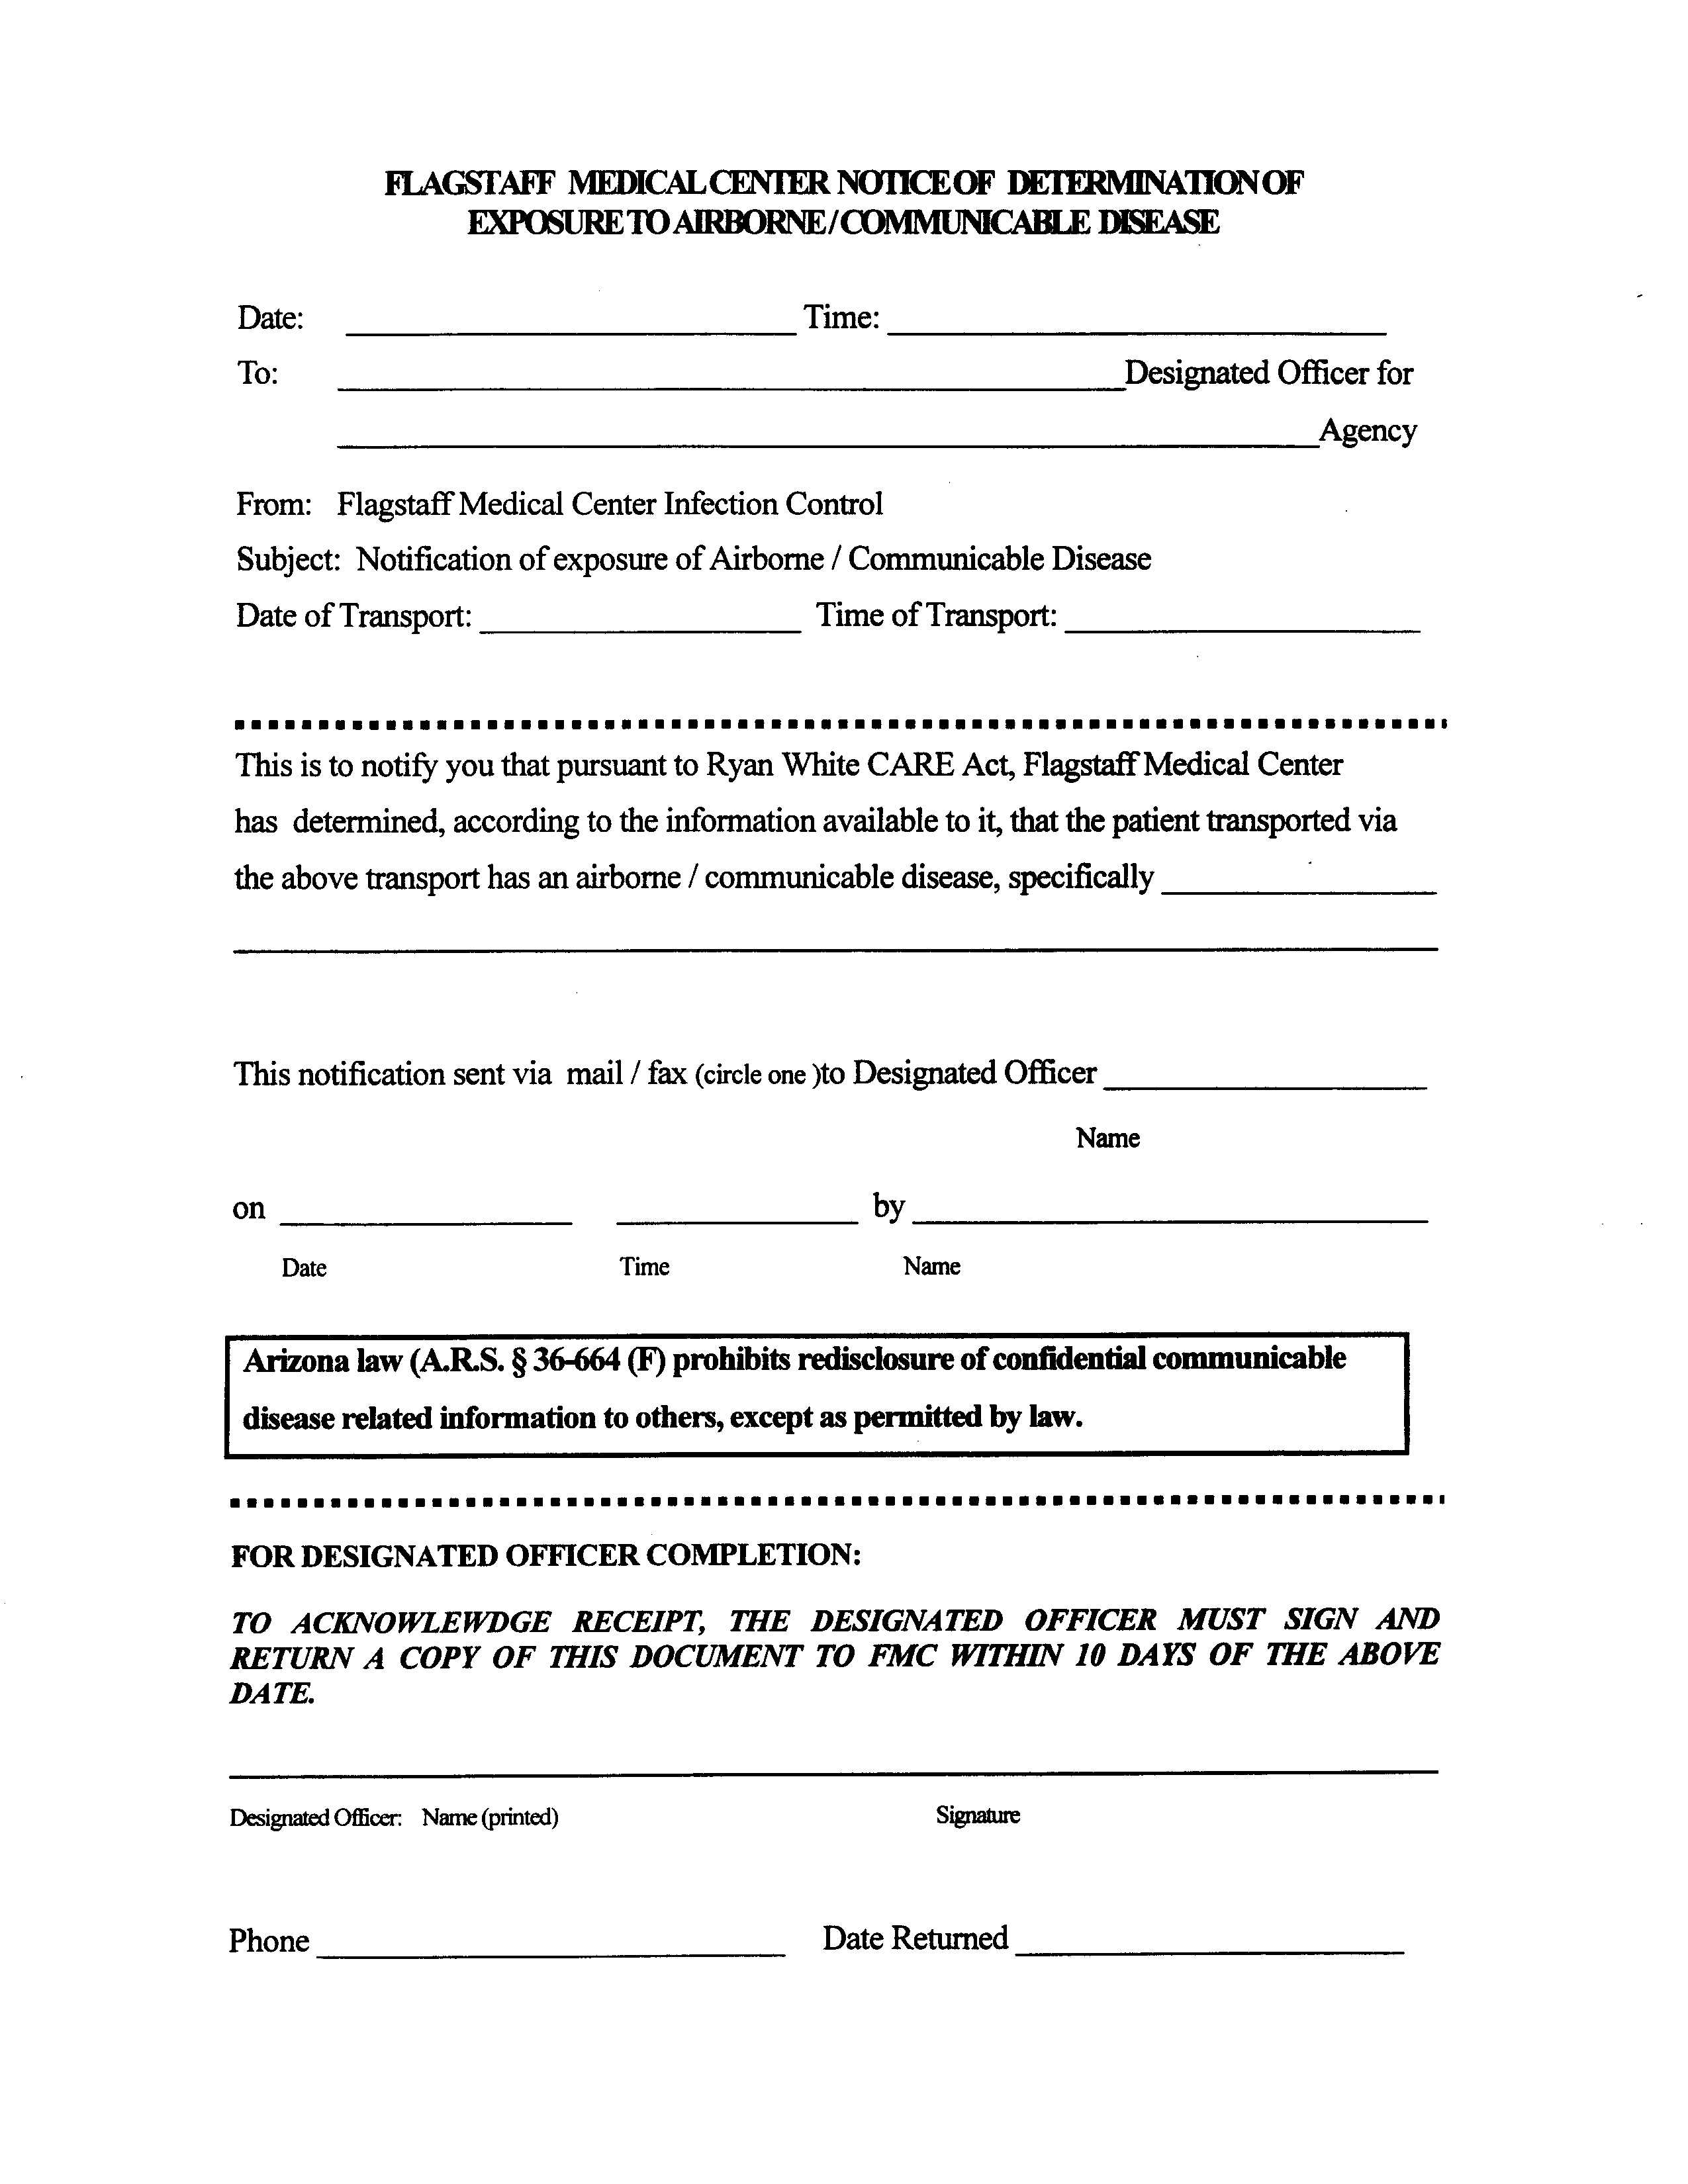 FLAGSTAFF MEDICAL CENTER NOTICE OF DETERMINATION OF
EXPOSURE TO AIRBORNE / COMMUNICABLE DISEASE
Date: Time:
To: Designated Officer for
Agency
From: Flagstaff Medical Center Infection Control
Subject: Notification of exposure of Airborne / Communicable Disease
Date of Transport: Time of Transport:
This is to notify you that pursuant to Ryan White CARE Act, Flagstaff Medical Center
has determined, according to the information available to it, that the patient transported via
the above transport has an airborne / communicable disease, specifically
This notification sent via mail / fax (circle one )to Designated Officer
Name
on by
Date Time Name
Arizona law (A.R.S. § 36-664 (F) prohibits redisclosure of confidential communicable
disease related information to others, except as permitted by law.
FOR DESIGNATED OFFICER COMPLETION:
TO ACKNOWLEWDGE RECEIPT, THE DESIGNATED OFFICER MUST SIGN AND
RETURN A COPY OF THIS DOCUMENT TO FMC WITHIN 10 DAYS OF THE ABOVE
DATE.
Designated Officer: Name (printed) Signature
Phone Date Returned